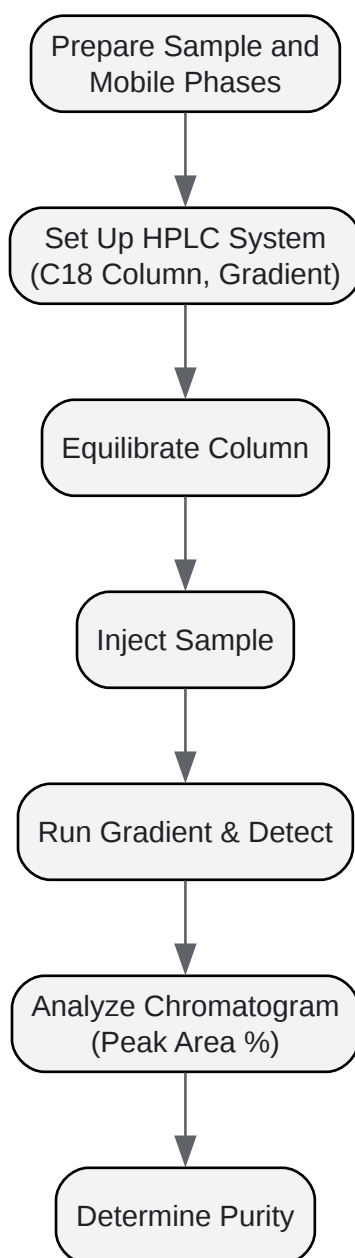 Prepare Sample and
Mobile Phases
Set Up HPLC System
(C18 Column, Gradient)
Equilibrate Column
Inject Sample
Run Gradient & Detect
Analyze Chromatogram
(Peak Area %)
Determine Purity